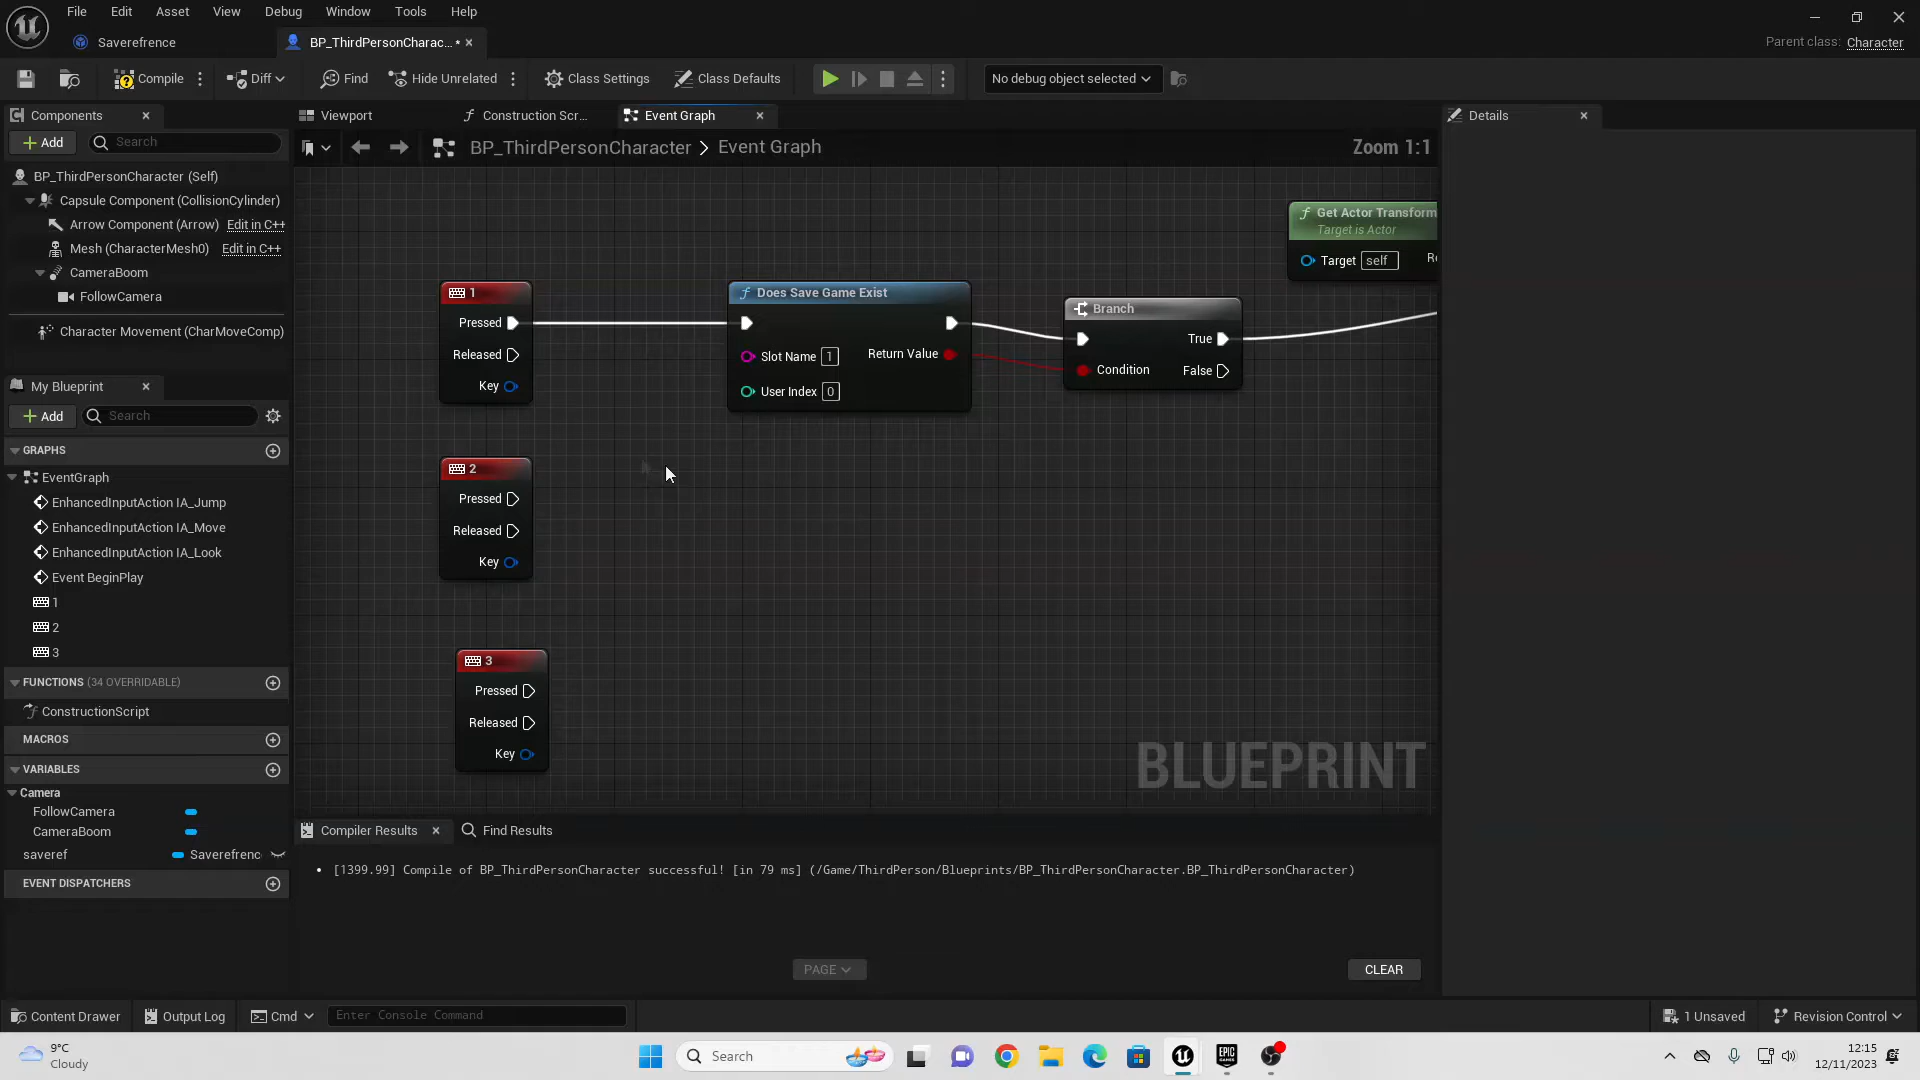 File Edit Asset View Debug Window Tools Help
Saverefrence
BP_ThirdPersonCharac... •
Parent class: Character
Compile
Diff
Find
Hide Unrelated
Class Settings
Class Defaults
No debug object selected
Components
Viewport
Construction Scr...
Event Graph
Details
Add
Search
BP_ThirdPersonCharacter > Event Graph
Zoom 1:1
BP_ThirdPersonCharacter (Self)
Capsule Component (CollisionCylinder)
Arrow Component (Arrow) Edit in C++
Mesh (CharacterMesh0) Edit in C++
CameraBoom
FollowCamera
Character Movement (CharMoveComp)
My Blueprint
Add
Search
GRAPHS
EventGraph
EnhancedInputAction IA_Jump
EnhancedInputAction IA_Move
EnhancedInputAction IA_Look
Event BeginPlay
1
2
3
FUNCTIONS (34 OVERRIDABLE)
ConstructionScript
MACROS
VARIABLES
Camera
FollowCamera
CameraBoom
saveref Saverefrenc
EVENT DISPATCHERS
1
Pressed
Released
Key
Does Save Game Exist
Slot Name 1
Return Value
User Index 0
Branch
True
Condition
False
Get Actor Transform
Target is Actor
Target self
Re
2
Pressed
Released
Key
3
Pressed
Released
Key
BLUEPRINT
Compiler Results
Find Results
• [1399.99] Compile of BP_ThirdPersonCharacter successful! [in 79 ms] (/Game/ThirdPerson/Blueprints/BP_ThirdPersonCharacter.BP_ThirdPersonCharacter)
PAGE
CLEAR
Content Drawer
Output Log
Cmd
Enter Console Command
1 Unsaved
Revision Control
9°C
Cloudy
Search
EPIC
GAMES
12:15
12/11/2023